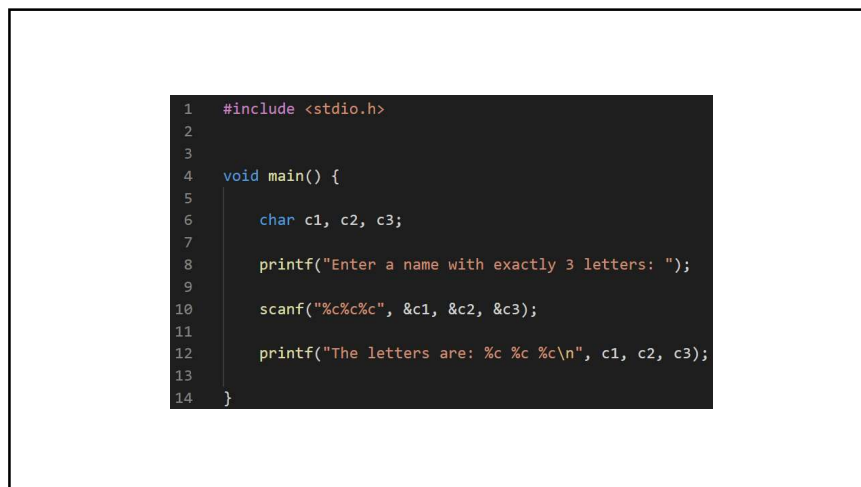 1 #include <stdio.h>
2
3
4 void main() {
5
6 char c1, c2, c3;
7
8 printf("Enter a name with exactly 3 letters: ");
9
10 scanf("%c%c%c", &c1, &c2, &c3);
11
12 printf("The letters are: %c %c %c\n", c1, c2, c3);
13
14 }